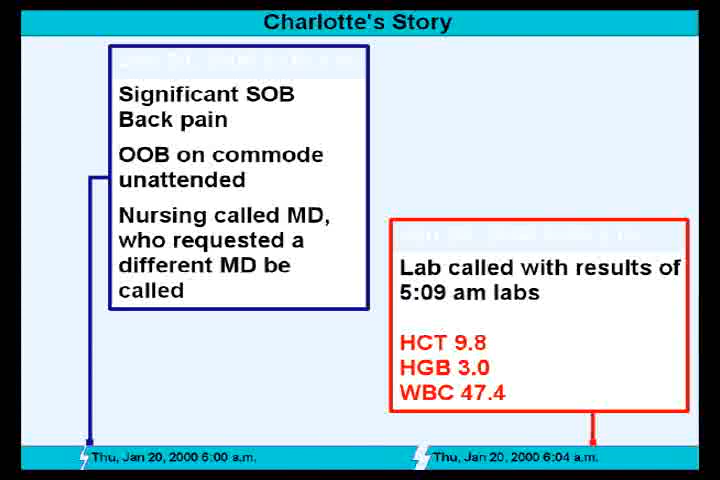 Charlotte's Story
Significant SOB
Back pain
OOB on commode
unattended
Nursing called MD,
who requested a
different MD be
called
Lab called with results of
5:09 am labs
HCT 9.8
HGB 3.0
WBC 47.4
Thu, Jan 20, 2000 6:00 a.m.
Thu, Jan 20, 2000 6:04 a.m.